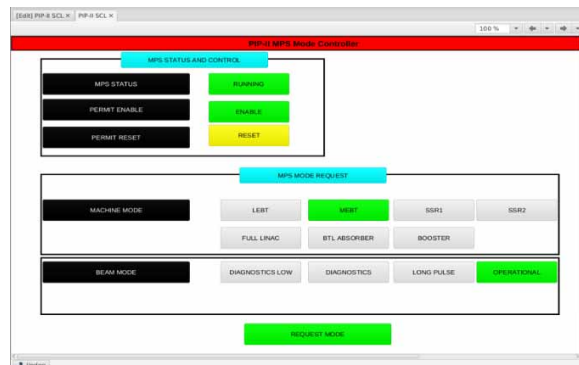 [Edit] PIP-II SCL × PIP-II SCL ×
100 %
PIP-II MPS Mode Controller
MPS STATUS AND CONTROL
MPS STATUS RUNNING
PERMIT ENABLE ENABLE
PERMIT RESET RESET
MPS MODE REQUEST
MACHINE MODE LEBT MEBT SSR1 SSR2
FULL LINAC BTL ABSORBER BOOSTER
BEAM MODE DIAGNOSTICS LOW DIAGNOSTICS LONG PULSE OPERATIONAL
REQUEST MODE